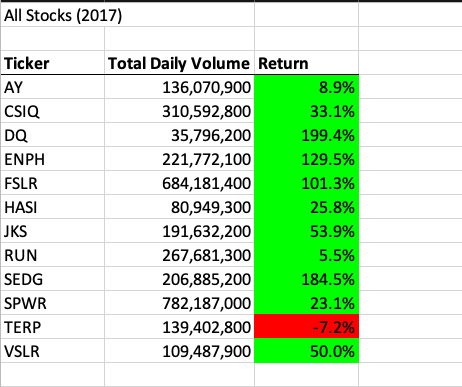 All Stocks (2017)
Ticker Total Daily Volume Return
AY 136,070,900 8.9%
CSIQ 310,592,800 33.1%
DQ 35,796,200 199.4%
ENPH 221,772,100 129.5%
FSLR 684,181,400 101.3%
HASI 80,949,300 25.8%
JKS 191,632,200 53.9%
RUN 267,681,300 5.5%
SEDG 206,885,200 184.5%
SPWR 782,187,000 23.1%
TERP 139,402,800 -7.2%
VSLR 109,487,900 50.0%